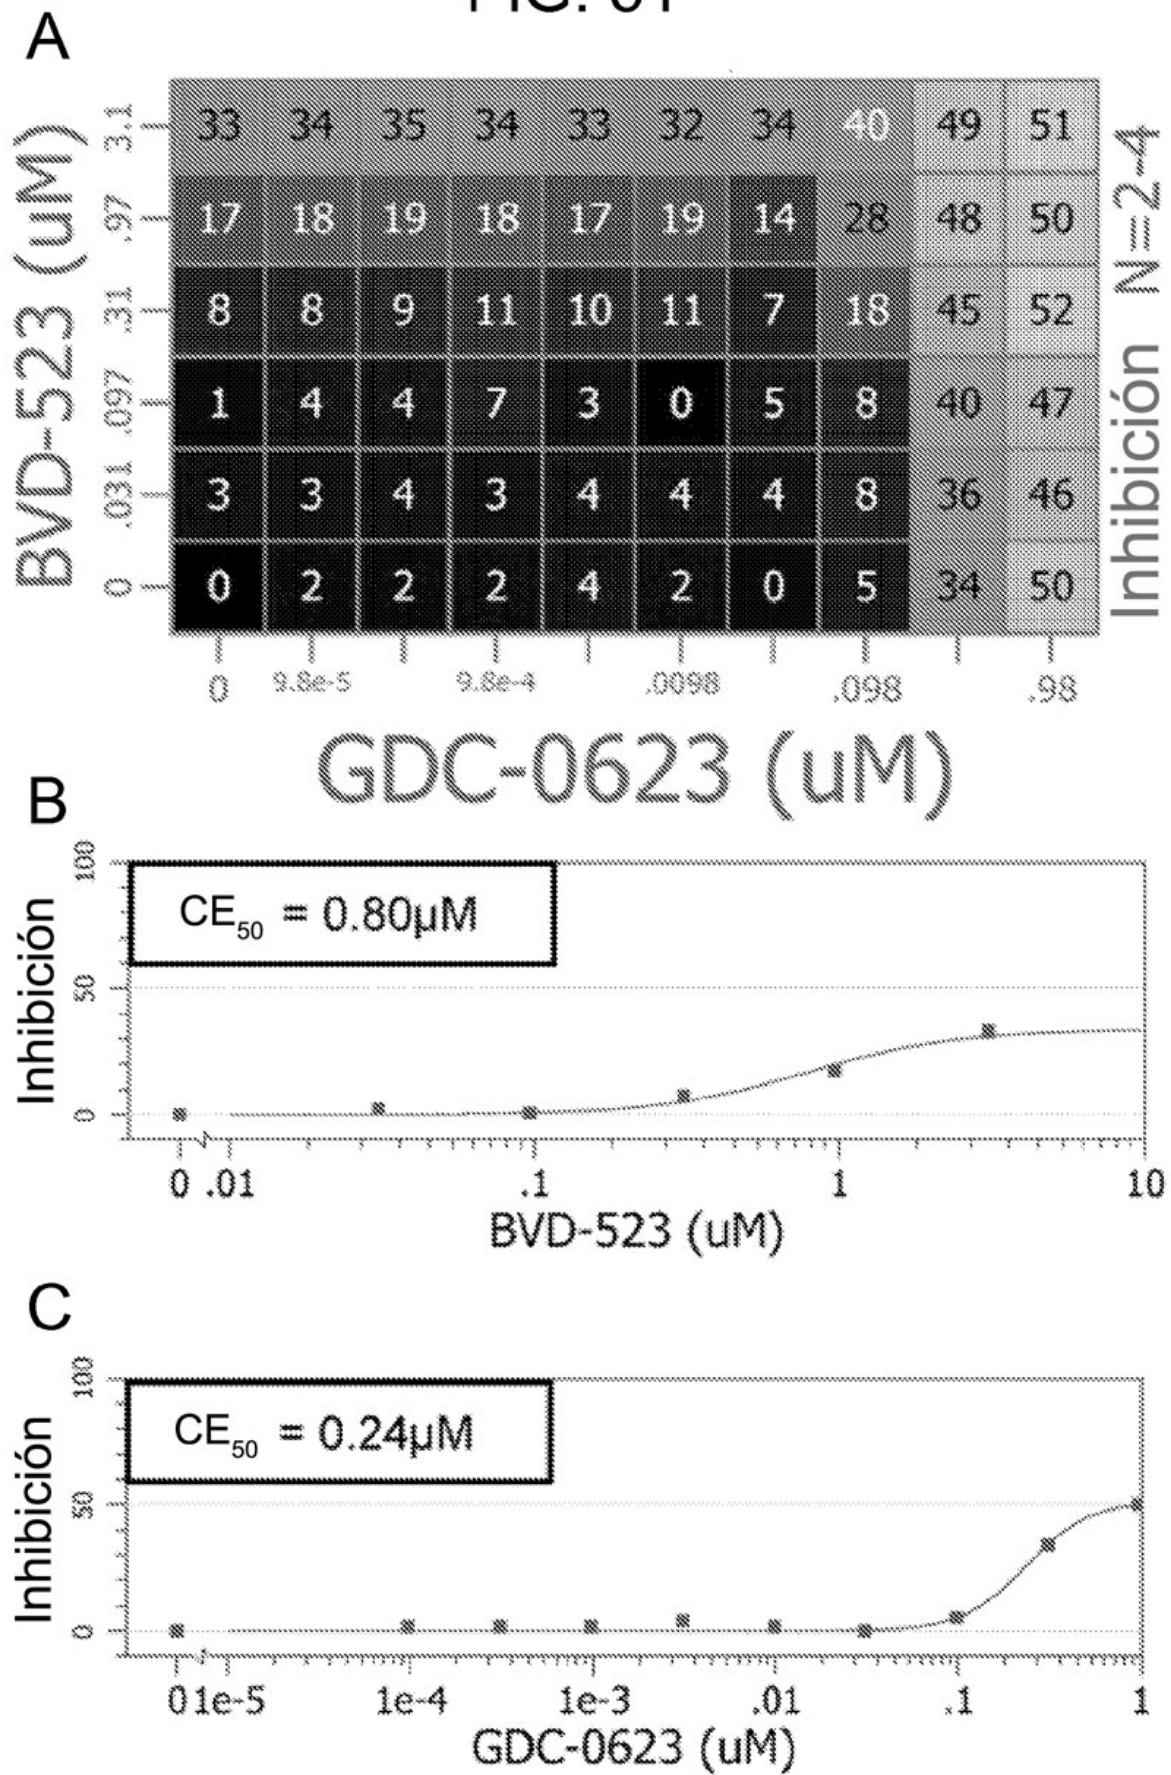 A
3.1 33 34 35 34 33 32 34 40 49 51
.97 17 18 19 18 17 19 14 28 48 50
.31 8 8 9 11 10 11 7 18 45 52
.097 1 4 4 7 3 0 5 8 40 47
.031 3 3 4 3 4 4 4 8 36 46
0 0 2 2 2 4 2 0 5 34 50
BVD-523 (uM)
Inhibición N=2-4
0 9.8e-5 9.8e-4 .0098 .098 .98
GDC-0623 (uM)
B
CE50 = 0.80µM
Inhibición
100
50
0
0 .01 .1 1 10
BVD-523 (uM)
C
CE50 = 0.24µM
Inhibición
100
50
0
0 1e-5 1e-4 1e-3 .01 .1 1
GDC-0623 (uM)